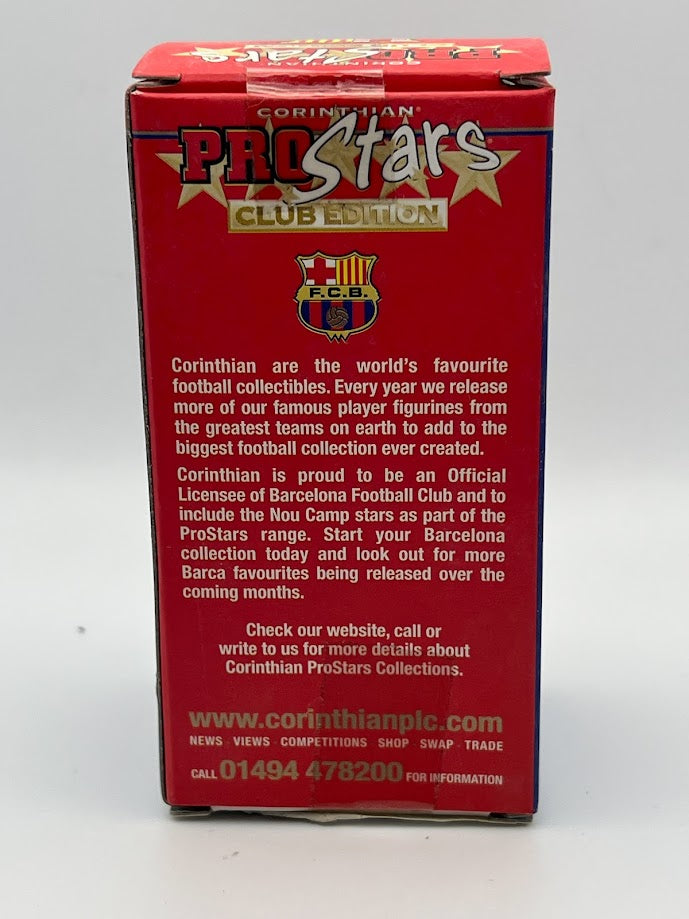 PRO Stars
CORINTHIAN
CORINTHIAN®
PRO Stars
CLUB EDITION
F.C.B.
Corinthian are the world's favourite
football collectibles. Every year we release
more of our famous player figurines from
the greatest teams on earth to add to the
biggest football collection ever created.
Corinthian is proud to be an Official
Licensee of Barcelona Football Club and to
include the Nou Camp stars as part of the
ProStars range. Start your Barcelona
collection today and look out for more
Barca favourites being released over the
coming months.
Check our website, call or
write to us for more details about
Corinthian ProStars Collections.
www.corinthianplc.com
NEWS VIEWS COMPETITIONS SHOP SWAP TRADE
CALL 01494 478200 FOR INFORMATION